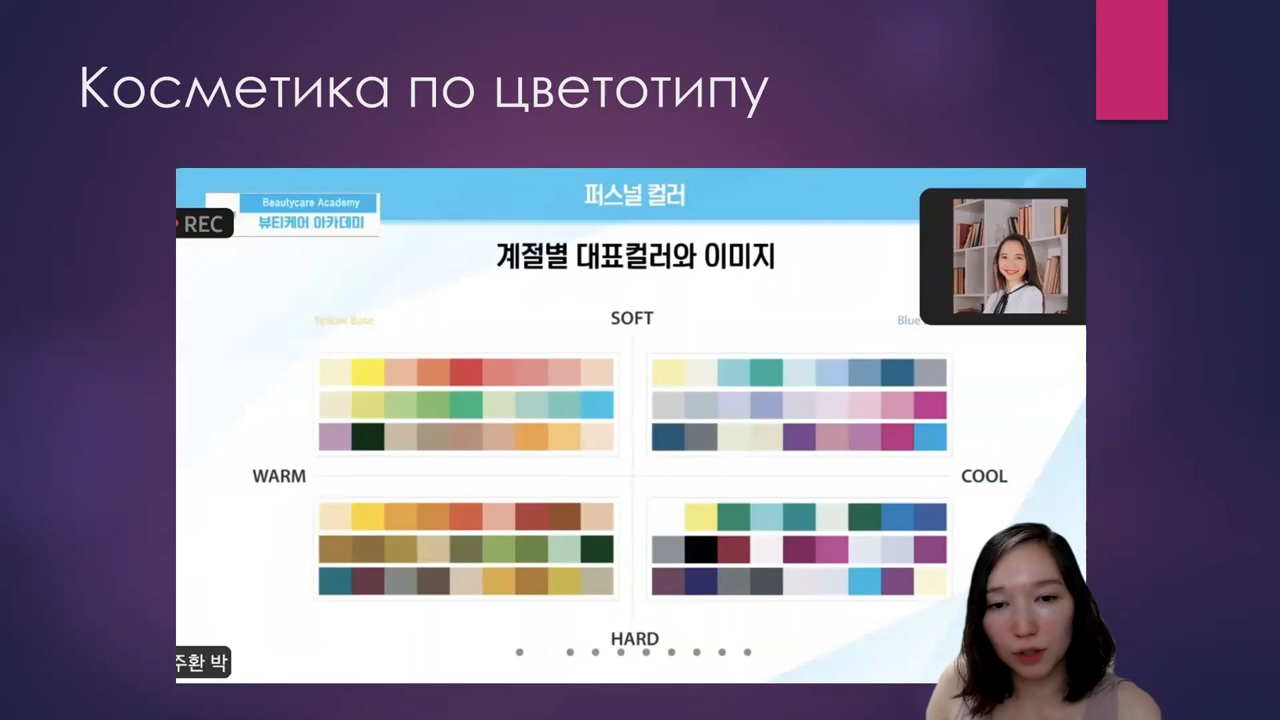 Косметика по цветотипу
Beautycare Academy
뷰티케어 아카데미
REC
퍼스널 컬러
계절별 대표컬러와 이미지
Yellow Base
SOFT
Blue
WARM
COOL
HARD
주환 박